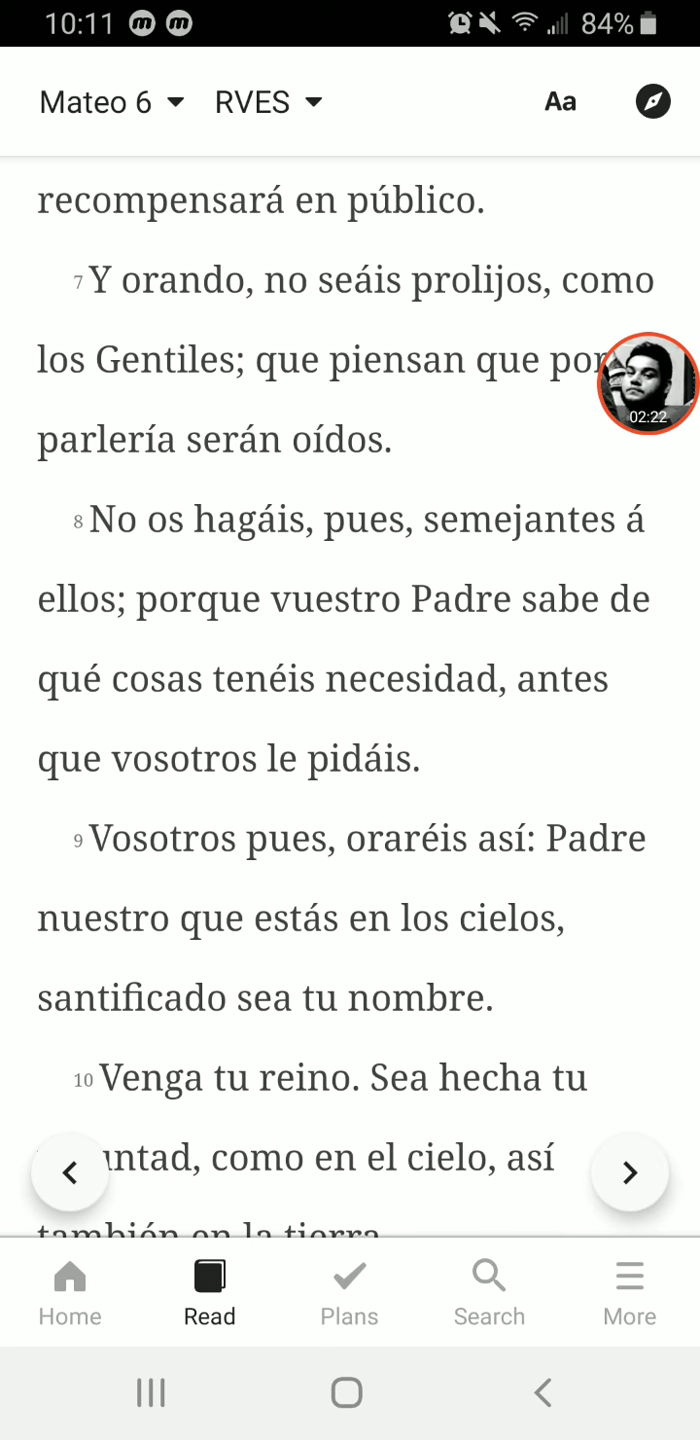 10:11 m m 84%
Mateo 6 RVES Aa
recompensará en público.
7 Y orando, no seáis prolijos, como
los Gentiles; que piensan que por
02:22
parlería serán oídos.
8 No os hagáis, pues, semejantes á
ellos; porque vuestro Padre sabe de
qué cosas tenéis necesidad, antes
que vosotros le pidáis.
9 Vosotros pues, oraréis así: Padre
nuestro que estás en los cielos,
santificado sea tu nombre.
10 Venga tu reino. Sea hecha tu
como en el cielo, así
también en la tierra
Home Read Plans Search More